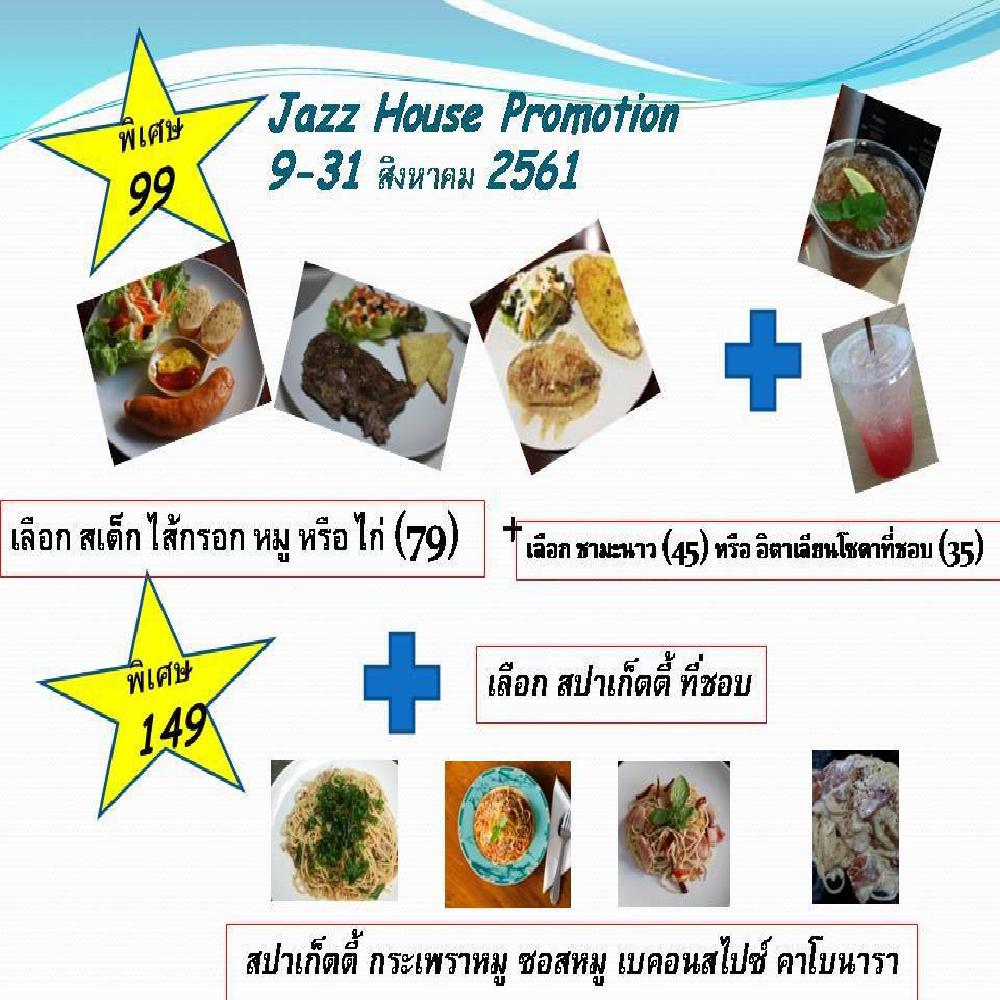 พิเศษ
99
Jazz House Promotion
9-31 สิงหาคม 2561
เลือก สเต็ก ไส้กรอก หมู หรือ ไก่ (79)
+
เลือก ชามะนาว (45) หรือ อิตาเลียนโซดาที่ชอบ (35)
พิเศษ
149
เลือก สปาเก็ตตี้ ที่ชอบ
สปาเก็ตตี้ กระเพราหมู ซอสหมู เบคอนสไปซ์ คาโบนารา